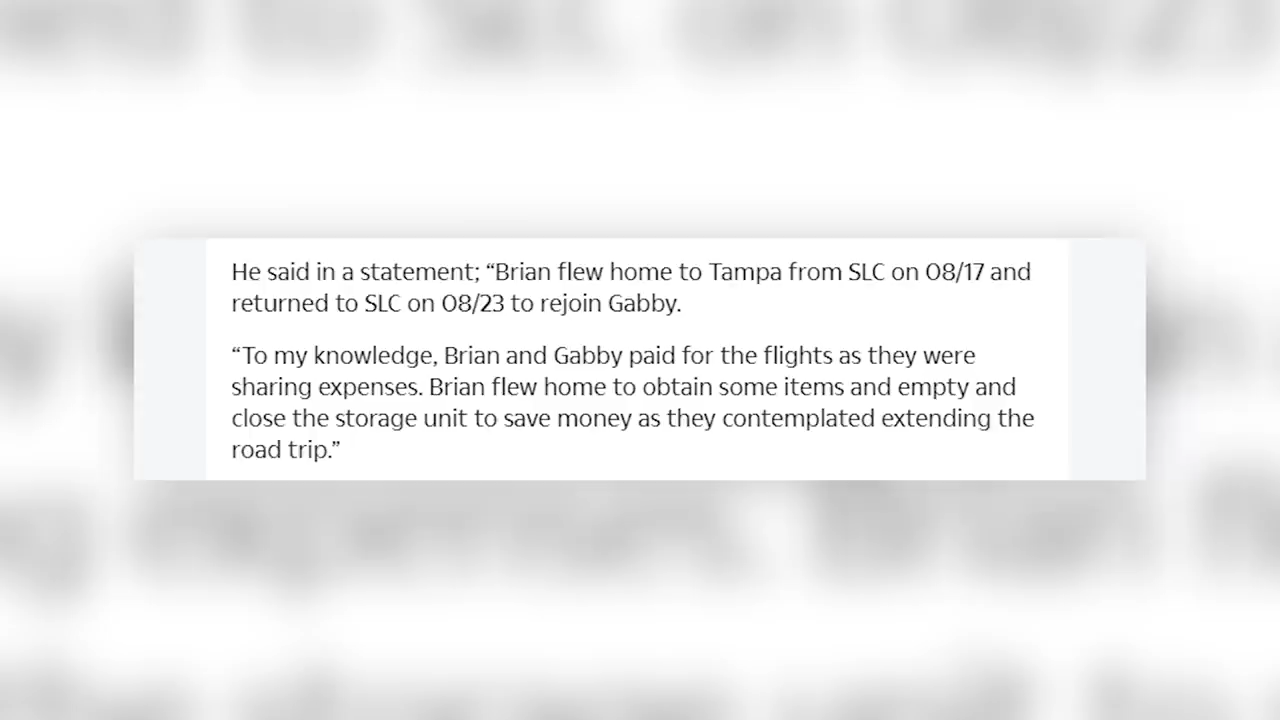 He said in a statement; “Brian flew home to Tampa from SLC on 08/17 and
returned to SLC on 08/23 to rejoin Gabby.
“To my knowledge, Brian and Gabby paid for the flights as they were
sharing expenses. Brian flew home to obtain some items and empty and
close the storage unit to save money as they contemplated extending the
road trip.”